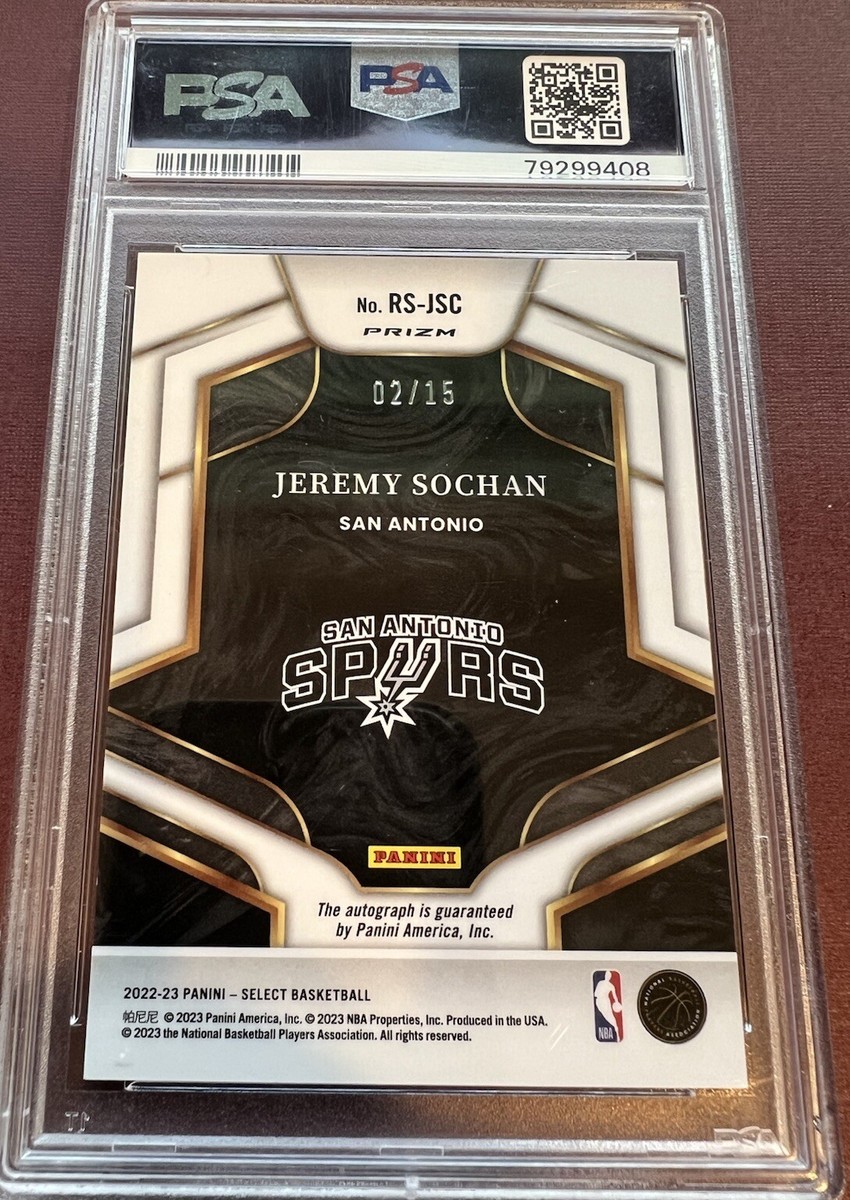 PSA
PSA
79299408
No. RS-JSC
PRIZM
02/15
JEREMY SOCHAN
SAN ANTONIO
SAN ANTONIO
SPURS
PANINI
The autograph is guaranteed
by Panini America, Inc.
2022-23 PANINI – SELECT BASKETBALL
帕尼尼 © 2023 Panini America, Inc. © 2023 NBA Properties, Inc. Produced in the USA.
© 2023 the National Basketball Players Association. All rights reserved.
NBA
PSA